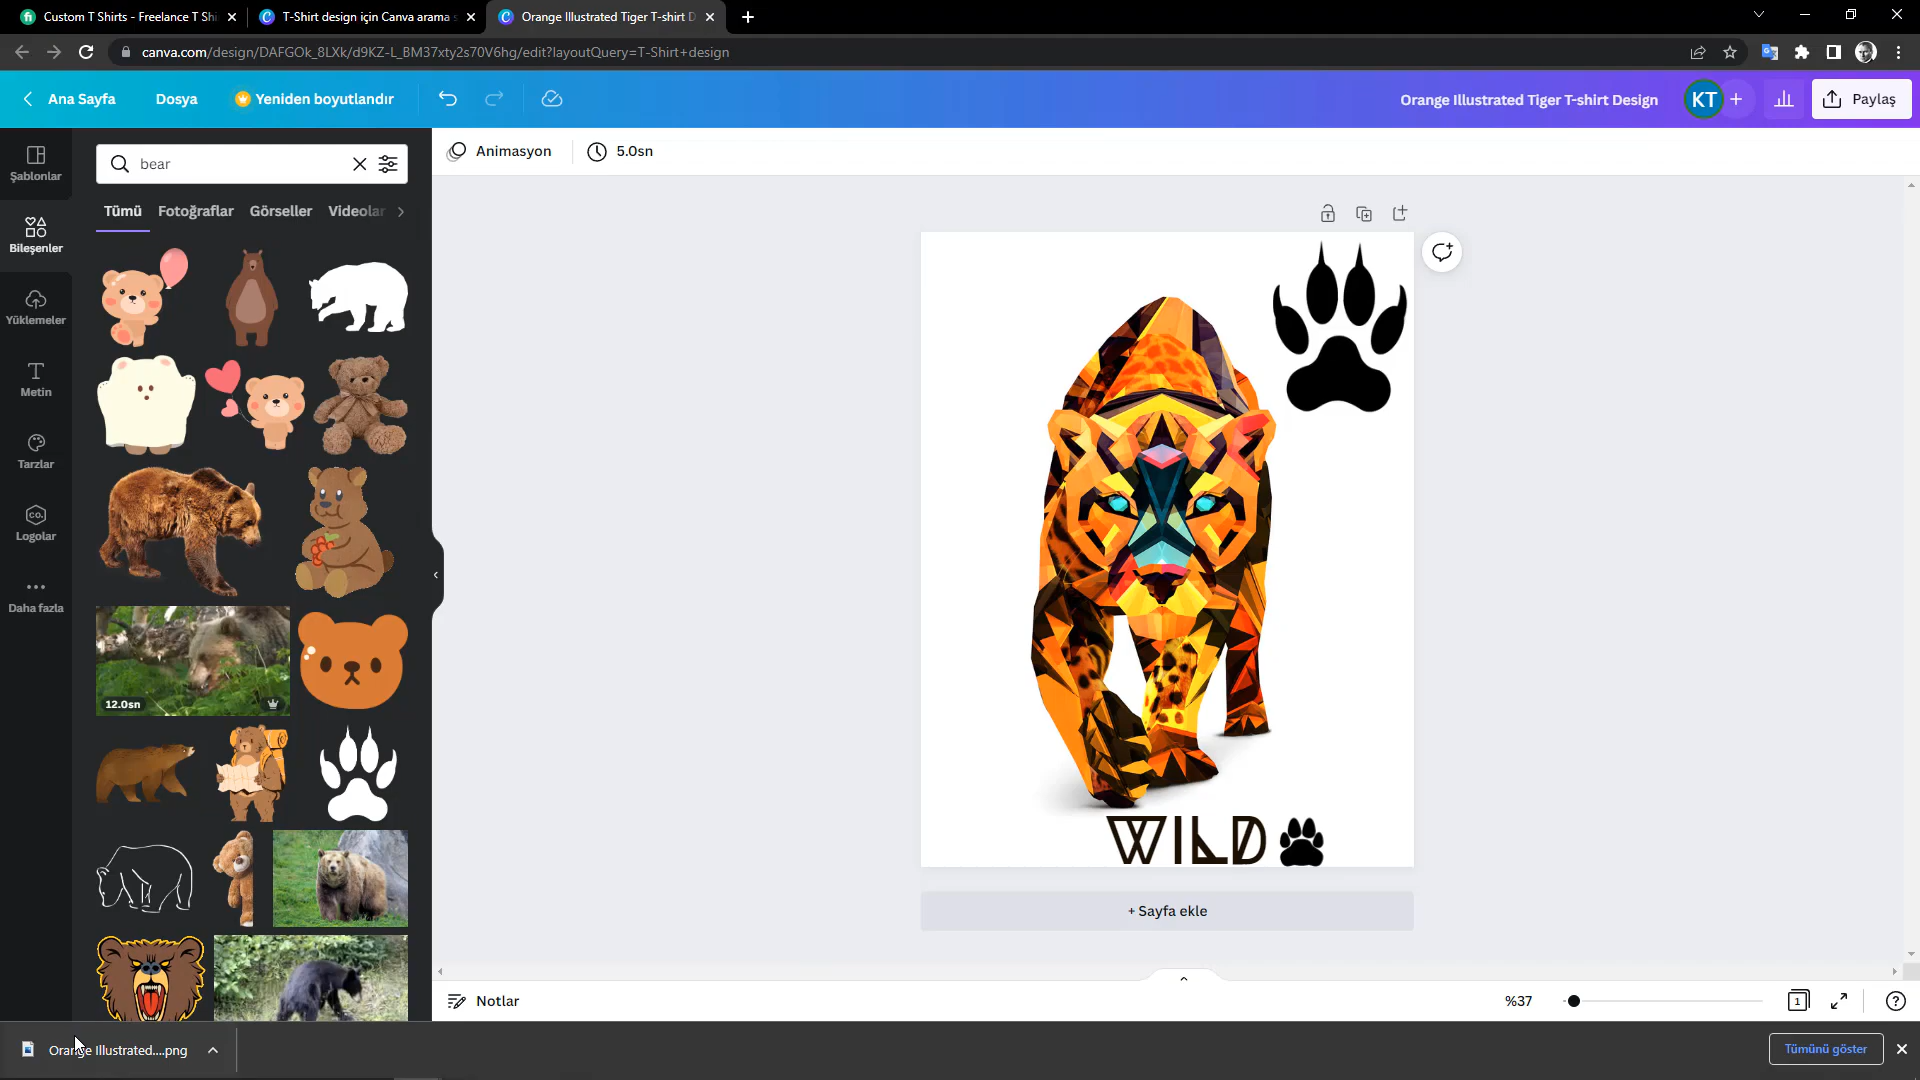 Custom T Shirts - Freelance T Shi
T-Shirt design için Canva arama s
Orange Illustrated Tiger T-shirt D
canva.com/design/DAFGOk_8LXk/d9KZ-L_BM37xty2s70V6hg/edit?layoutQuery=T-Shirt+design
Ana Sayfa
Dosya
Yeniden boyutlandır
Orange Illustrated Tiger T-shirt Design
KT
Paylaş
Şablonlar
Bileşenler
Yüklemeler
Metin
Tarzlar
CO.
Logolar
Daha fazla
bear
Tümü
Fotoğraflar
Görseller
Videolar
12.0sn
Animasyon
5.0sn
WILD
+ Sayfa ekle
Notlar
%37
1
Orange Illustrated....png
Tümünü göster